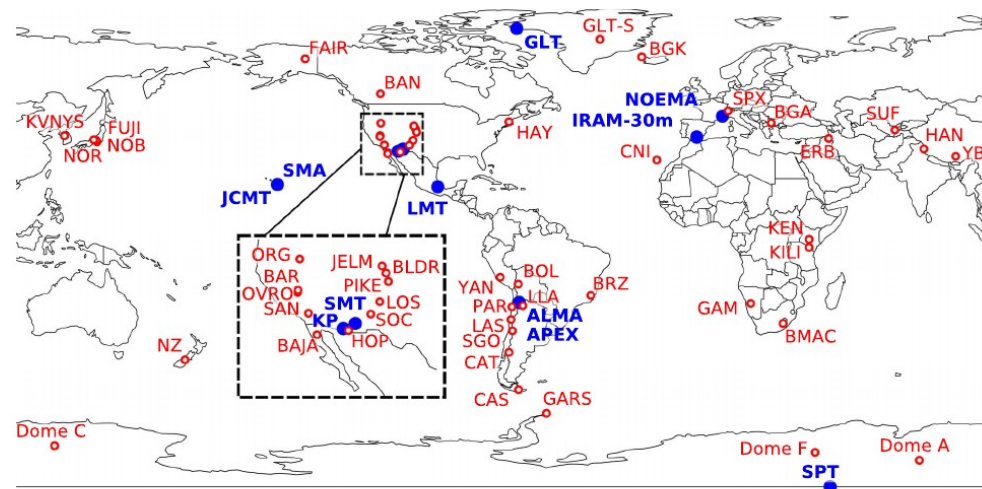 GLT-S
GLT
BGK
FAIR
BAN
NOEMA
SPX
IRAM-30m
BGA
SUF
KVNYS
FUJI
NOB
NOR
HAY
CNI
ERB
HAN
YB
SMA
JCMT
LMT
ORG
JELM
BLDR
BAR
PIKE
OVRO
SMT
LOS
SAN
KP
SOC
BAJA
HOP
KEN
KILI
YAN
BOL
BRZ
PAR
LLA
GAM
ALMA
LAS
APEX
SGO
BMAC
NZ
CAT
CAS
GARS
Dome C
Dome F
Dome A
SPT